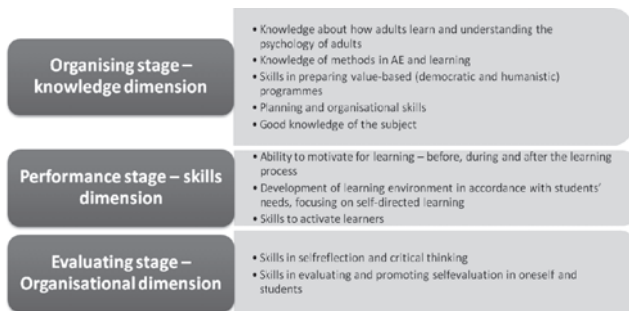 Organising stage –
knowledge dimension
• Knowledge about how adults learn and understanding the
psychology of adults
• Knowledge of methods in AE and learning
• Skills in preparing value-based (democratic and humanistic)
programmes
• Planning and organisational skills
• Good knowledge of the subject
Performance stage – skills
dimension
• Ability to motivate for learning – before, during and after the learning
process
• Development of learning environment in accordance with students'
needs, focusing on self-directed learning
• Skills to activate learners
Evaluating stage –
Organisational dimension
• Skills in selfreflection and critical thinking
• Skills in evaluating and promoting selfevaluation in oneself and
students